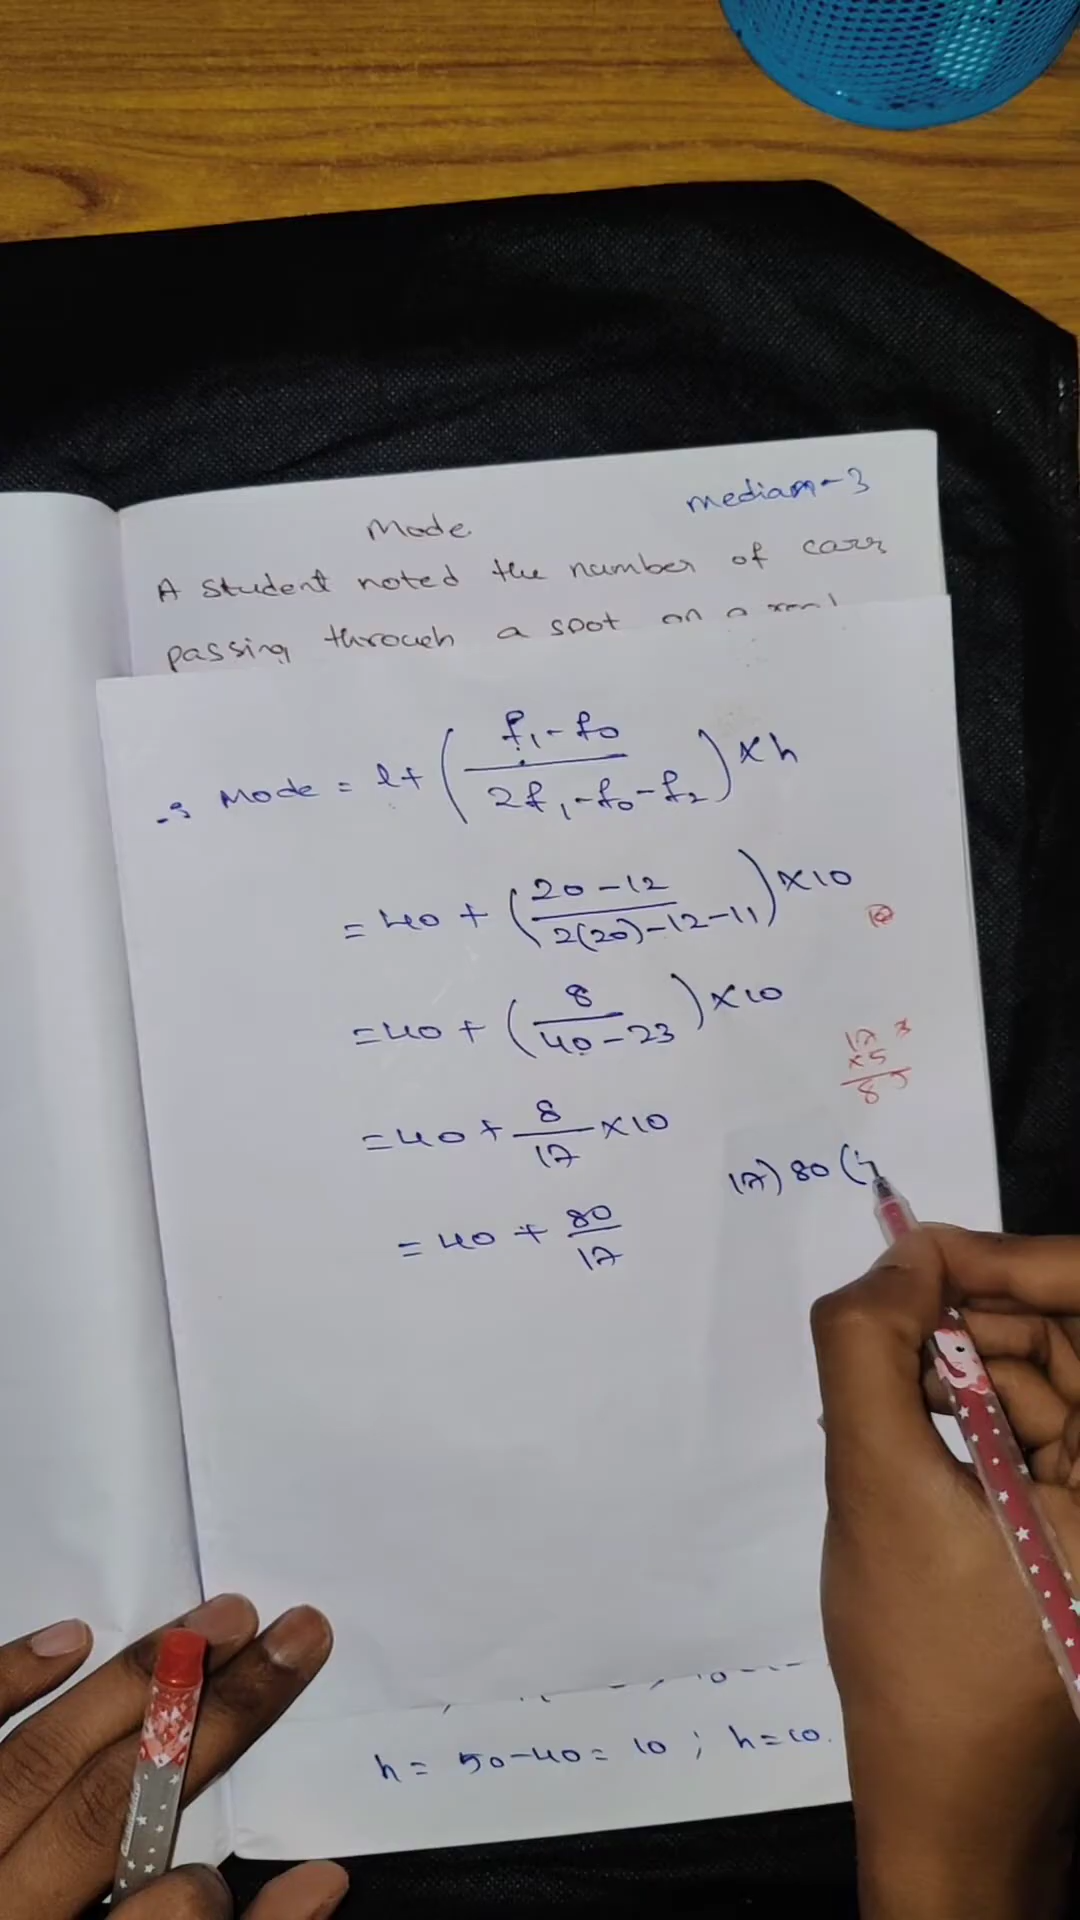 Mode
median-3
A student noted the number of cars
passing through a spot on a
Mode = l+ (f₁-f₀ / 2f₁-f₀-f₂) ×h
= 40 + (20-12 / 2(20)-12-11) ×10
= 40 + (8 / 40-23) ×10
17
×5
85
= 40 + 8/17 ×10
17) 80 (
= 40 + 80/17
h = 50-40 = 10 ; h=10.